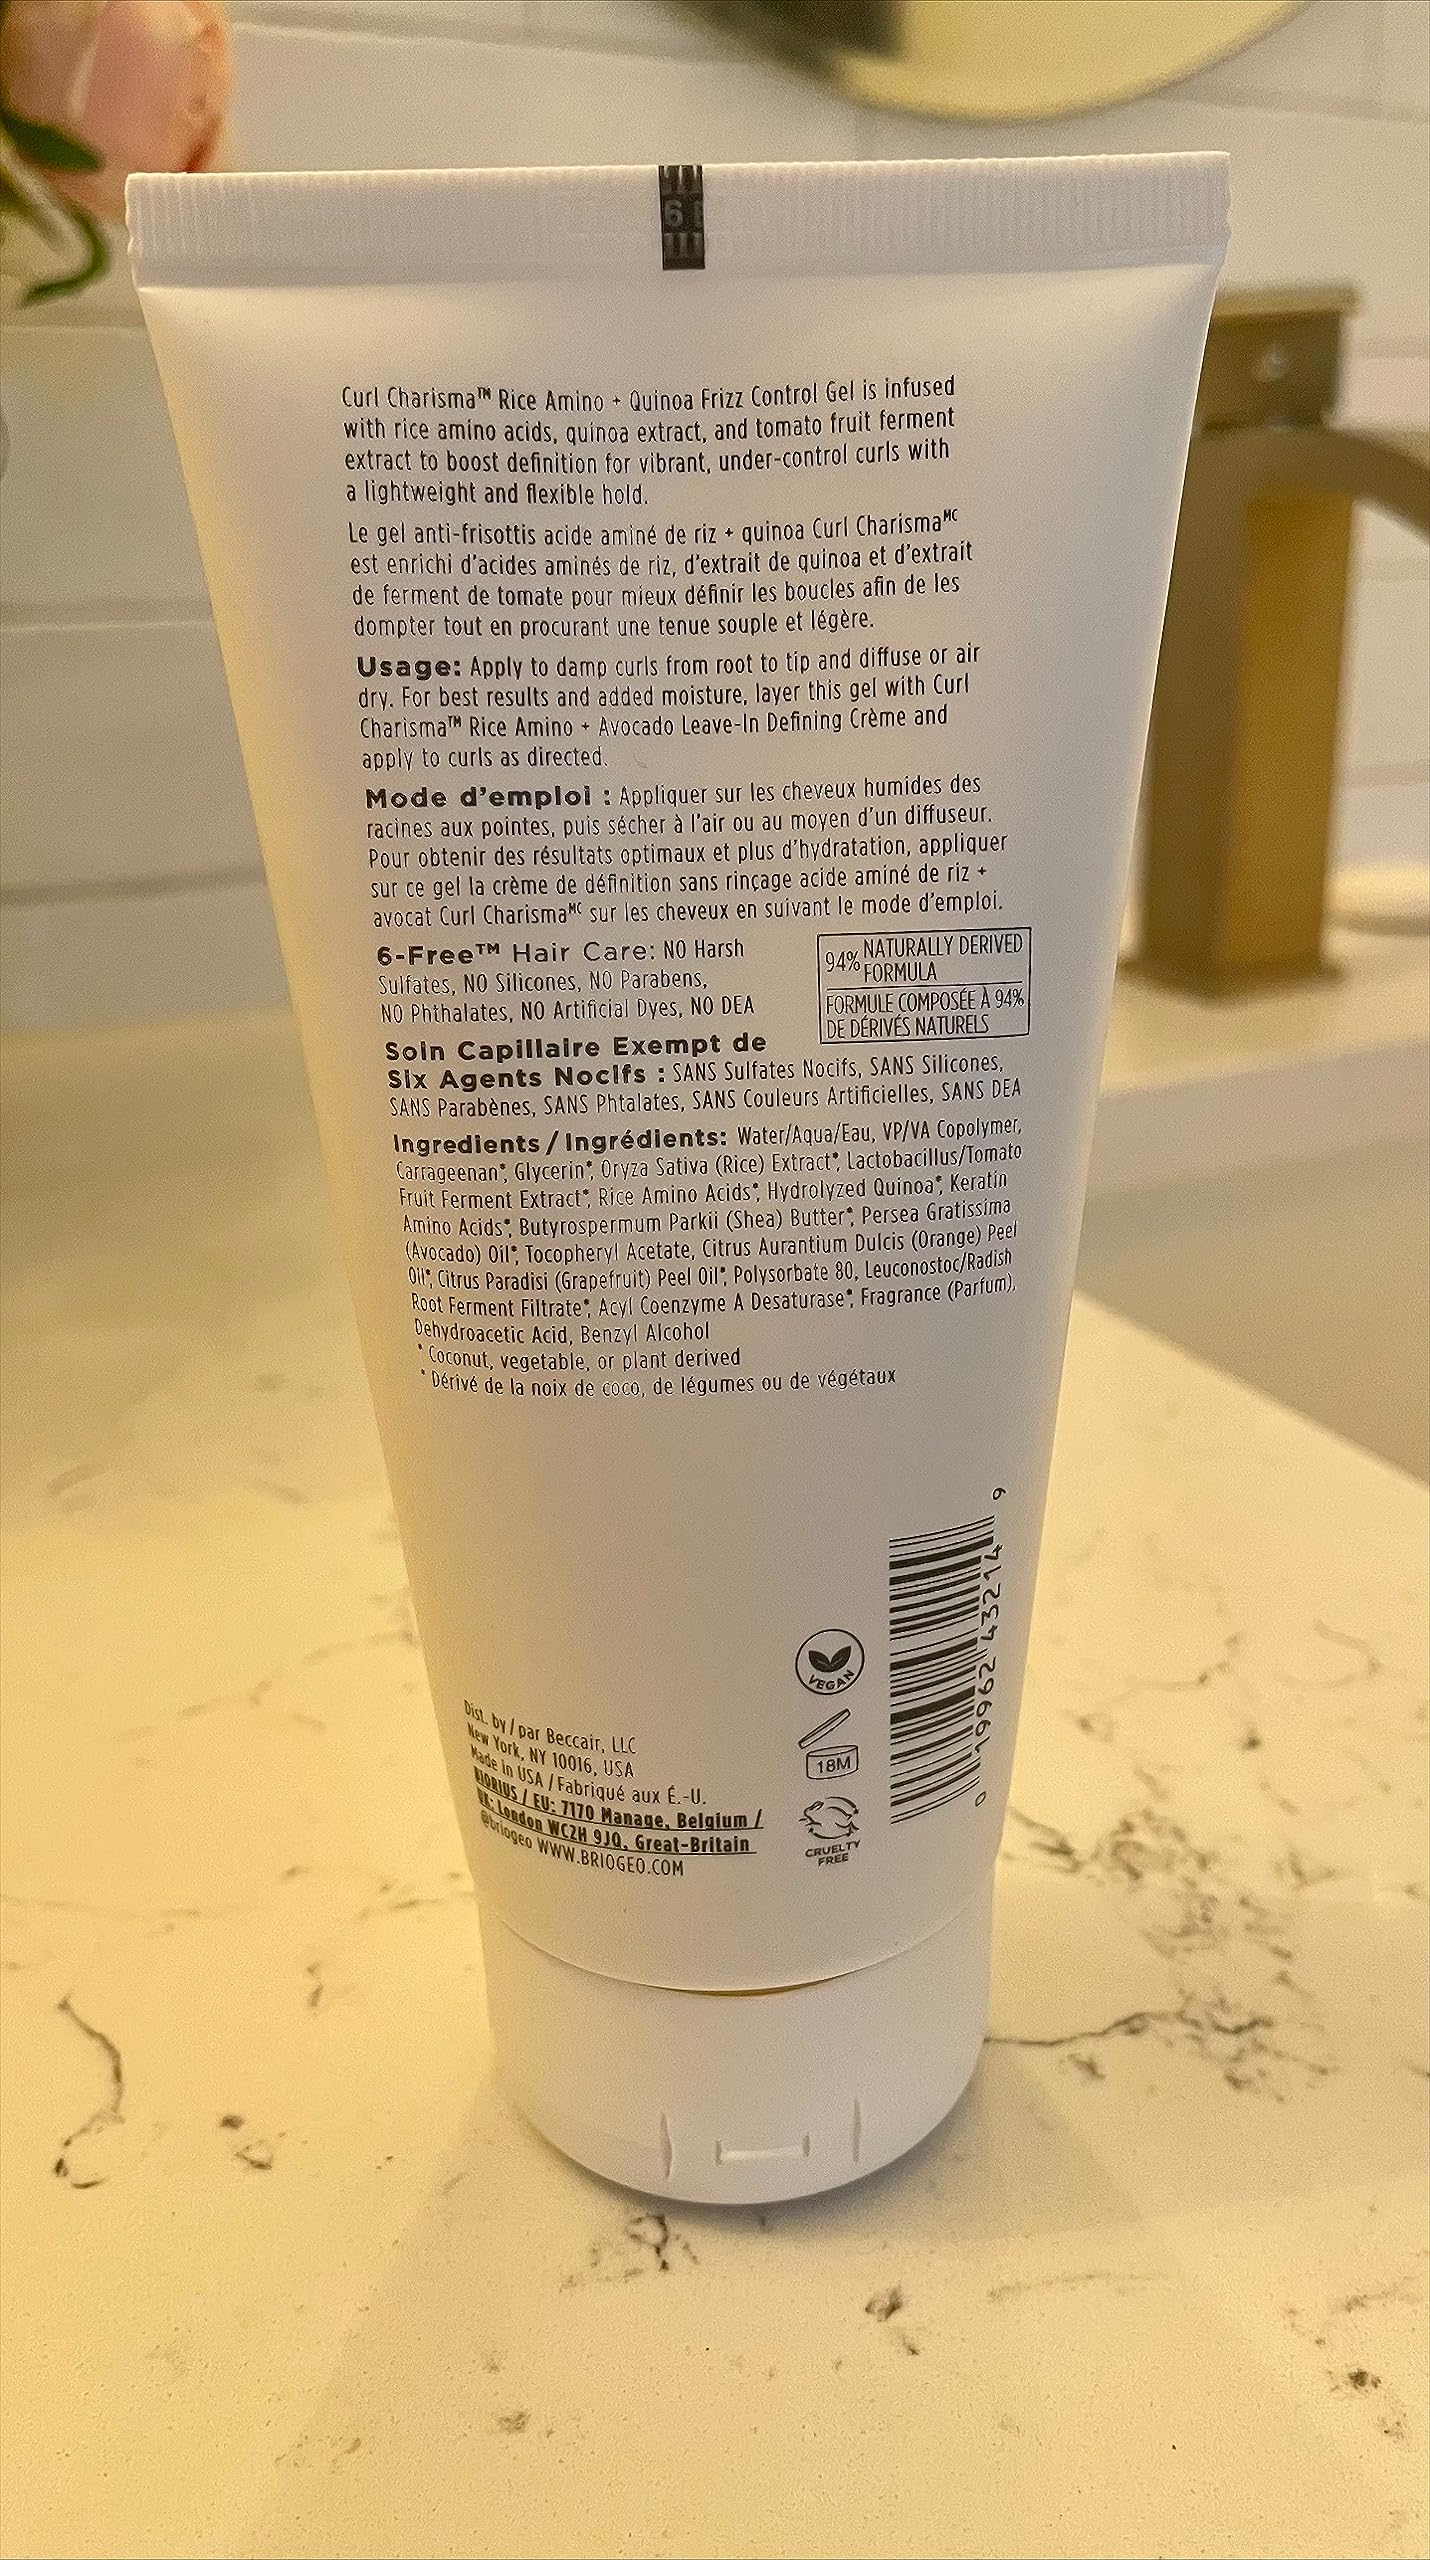 Curl Charisma™ Rice Amino + Quinoa Frizz Control Gel is infused
with rice amino acids, quinoa extract, and tomato fruit ferment
extract to boost definition for vibrant, under-control curls with
a lightweight and flexible hold.
Le gel anti-frisottis acide aminé de riz + quinoa Curl Charismaᴹᶜ
est enrichi d'acides aminés de riz, d'extrait de quinoa et d'extrait
de ferment de tomate pour mieux définir les boucles afin de les
dompter tout en procurant une tenue souple et légère.
Usage: Apply to damp curls from root to tip and diffuse or air
dry. For best results and added moisture, layer this gel with Curl
Charisma™ Rice Amino + Avocado Leave-In Defining Crème and
apply to curls as directed.
Mode d'emploi : Appliquer sur les cheveux humides des
racines aux pointes, puis sécher à l'air ou au moyen d'un diffuseur.
Pour obtenir des résultats optimaux et plus d'hydratation, appliquer
sur ce gel la crème de définition sans rinçage acide aminé de riz +
avocat Curl Charismaᴹᶜ sur les cheveux en suivant le mode d'emploi.
6-Free™ Hair Care: NO Harsh
Sulfates, NO Silicones, NO Parabens,
NO Phthalates, NO Artificial Dyes, NO DEA
94% NATURALLY DERIVED
FORMULA
FORMULE COMPOSÉE À 94%
DE DÉRIVÉS NATURELS
Soin Capillaire Exempt de
Six Agents Nocifs : SANS Sulfates Nocifs, SANS Silicones,
SANS Parabènes, SANS Phtalates, SANS Couleurs Artificielles, SANS DEA
Ingredients / Ingrédients: Water/Aqua/Eau, VP/VA Copolymer,
Carrageenan*, Glycerin*, Oryza Sativa (Rice) Extract*, Lactobacillus/Tomato
Fruit Ferment Extract*, Rice Amino Acids*, Hydrolyzed Quinoa*, Keratin
Amino Acids*, Butyrospermum Parkii (Shea) Butter*, Persea Gratissima
(Avocado) Oil*, Tocopheryl Acetate, Citrus Aurantium Dulcis (Orange) Peel
Oil*, Citrus Paradisi (Grapefruit) Peel Oil*, Polysorbate 80, Leuconostoc/Radish
Root Ferment Filtrate*, Acyl Coenzyme A Desaturase*, Fragrance (Parfum),
Dehydroacetic Acid, Benzyl Alcohol
* Coconut, vegetable, or plant derived
* Dérivé de la noix de coco, de légumes ou de végétaux
Dist. by / par Beccair, LLC
New York, NY 10016, USA
Made in USA / Fabriqué aux É.-U.
BIORIUS / EU: 7170 Manage, Belgium /
UK: London WC2H 9JQ, Great-Britain
@briogeo WWW.BRIOGEO.COM
VEGAN
18M
CRUELTY
FREE
0 19962 43214 9